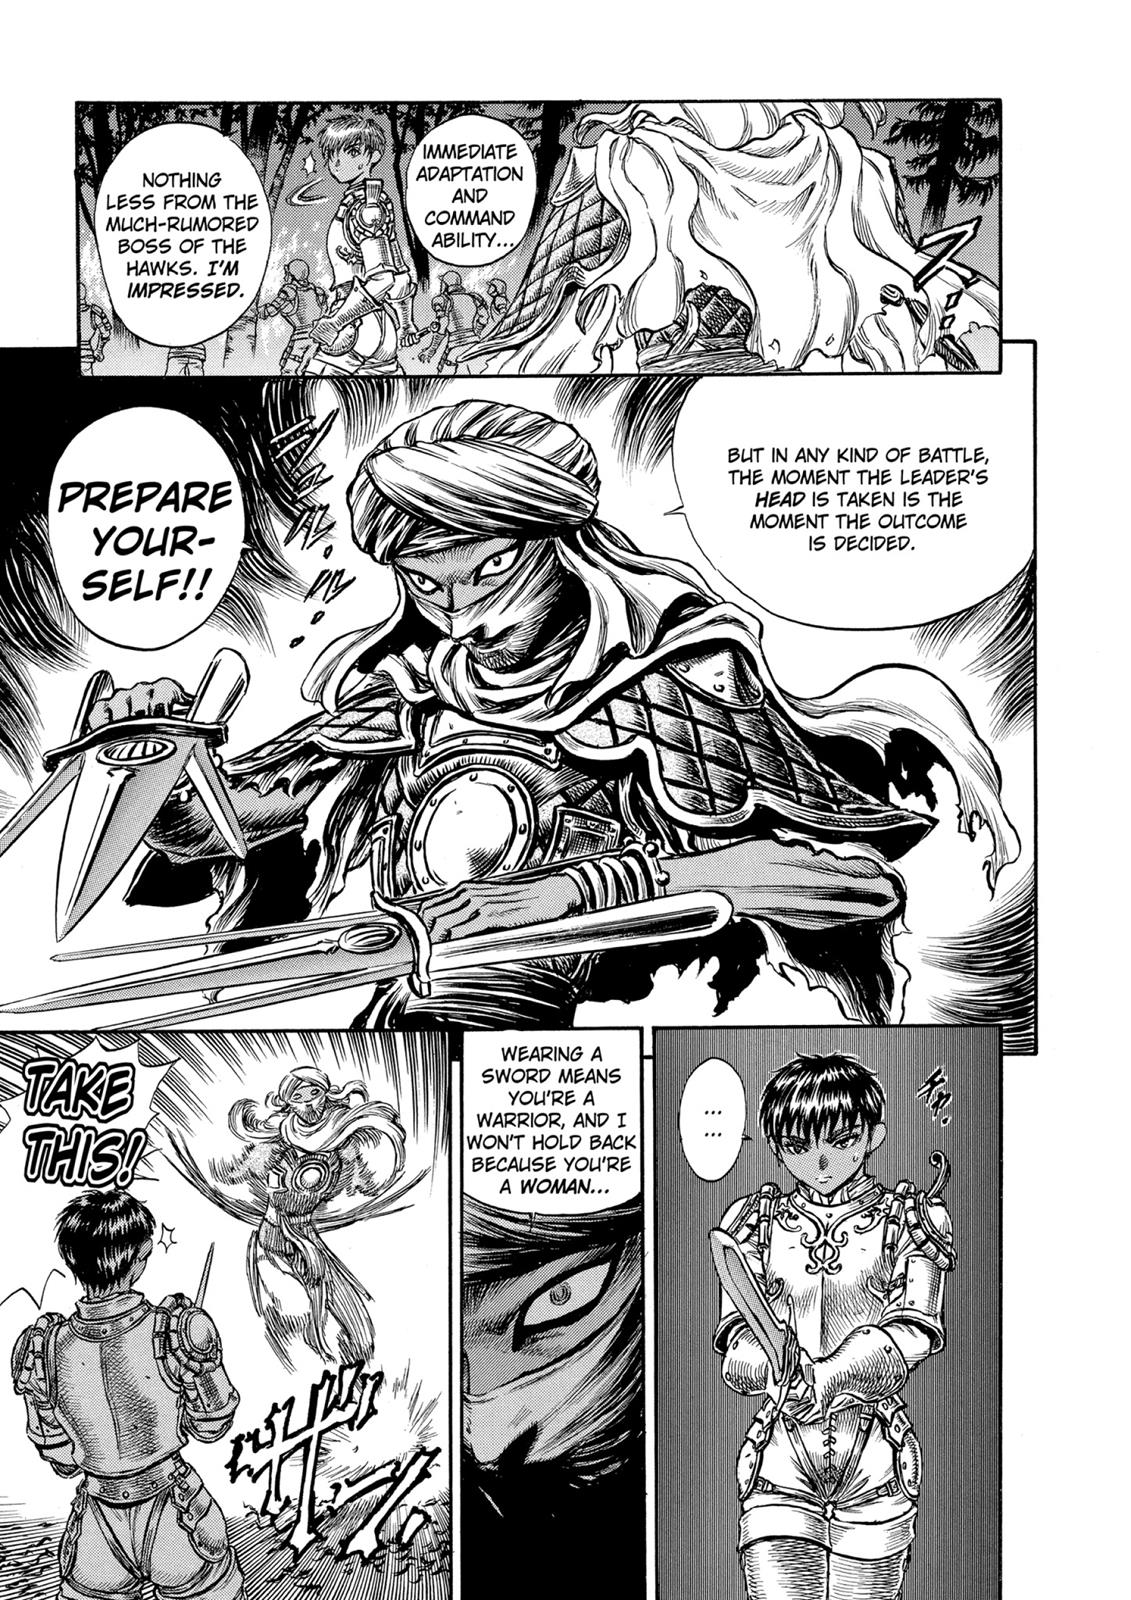 IMMEDIATE
ADAPTATION
AND
COMMAND
ABILITY...
NOTHING
LESS FROM THE
MUCH-RUMORED
BOSS OF THE
HAWKS. I'M
IMPRESSED.
BUT IN ANY KIND OF BATTLE,
THE MOMENT THE LEADER'S
HEAD IS TAKEN IS THE
MOMENT THE OUTCOME
IS DECIDED.
PREPARE
YOUR-
SELF!!
...
...
WEARING A
SWORD MEANS
YOU'RE A
WARRIOR, AND I
WON'T HOLD BACK
BECAUSE YOU'RE
A WOMAN...
TAKE
THIS!